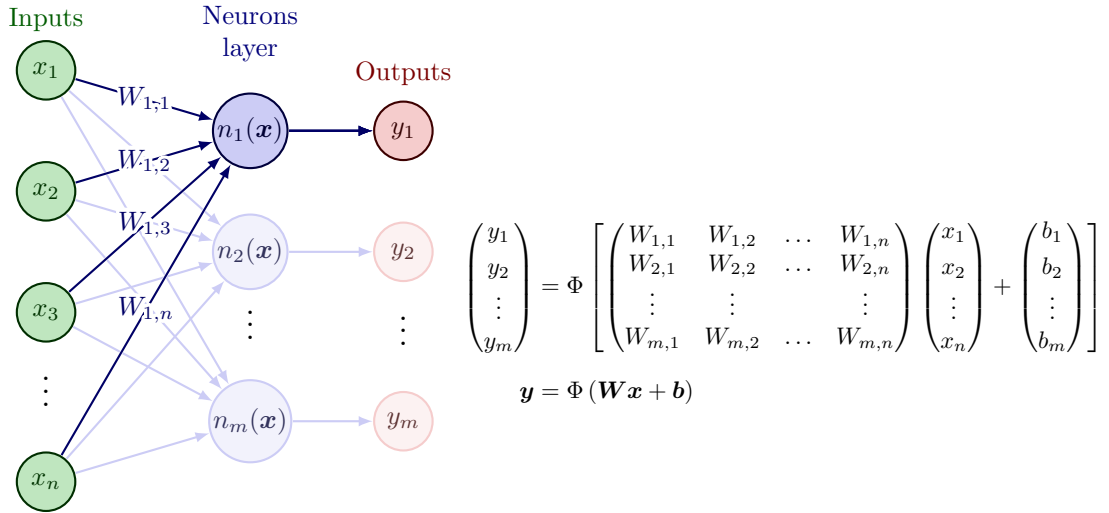 Inputs
Neurons
layer
Outputs
x₁
W₁,₁
n₁(x)
y₁
x₂
W₁,₂
W₁,₃
n₂(x)
y₂
x₃
W₁,ₙ
⋮
⋮
⋮
nₘ(x)
yₘ
xₙ
(y₁ y₂ ⋮ yₘ) = Φ [(W₁,₁ W₁,₂ … W₁,ₙ
W₂,₁ W₂,₂ … W₂,ₙ
⋮ ⋮ ⋮
Wₘ,₁ Wₘ,₂ … Wₘ,ₙ) (x₁ x₂ ⋮ xₙ) + (b₁ b₂ ⋮ bₘ)]
y = Φ (Wx + b)